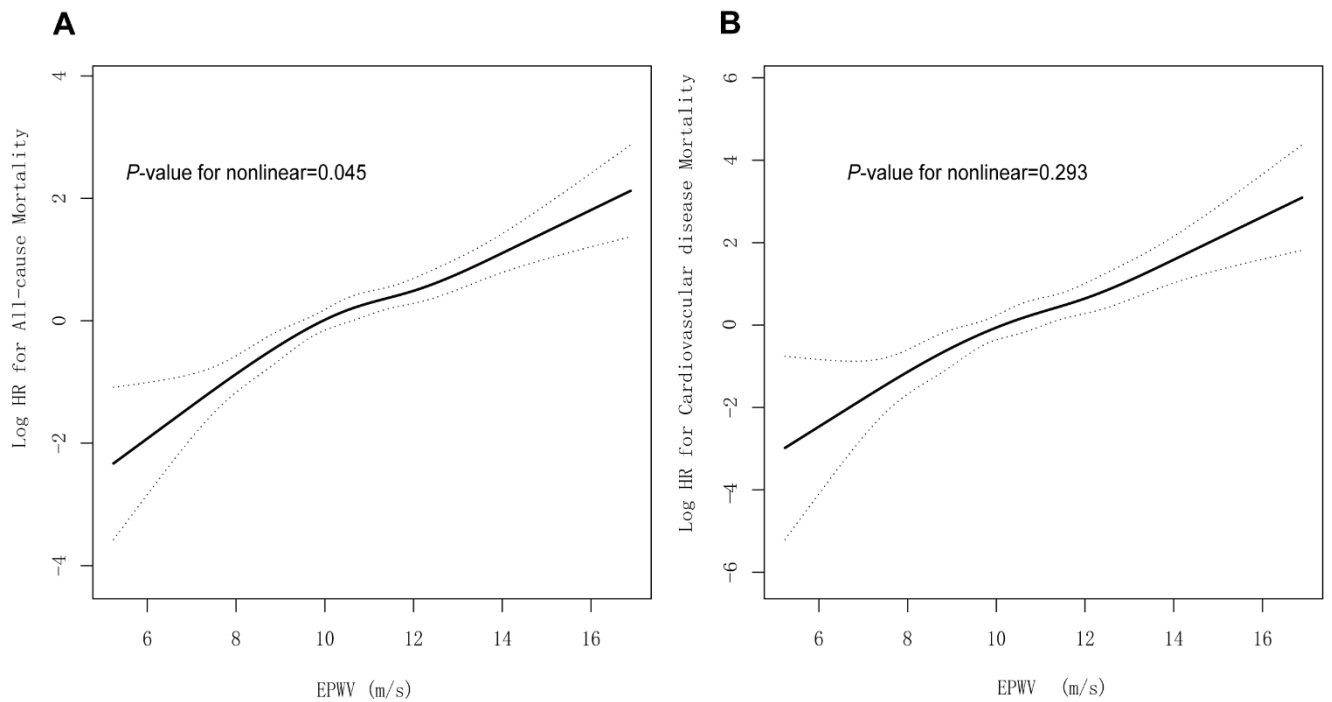 A
Log HR for All-cause Mortality
4
2
0
-2
-4
P-value for nonlinear=0.045
6 8 10 12 14 16
EPWV (m/s)
B
Log HR for Cardiovascular disease Mortality
6
4
2
0
-2
-4
-6
P-value for nonlinear=0.293
6 8 10 12 14 16
EPWV (m/s)